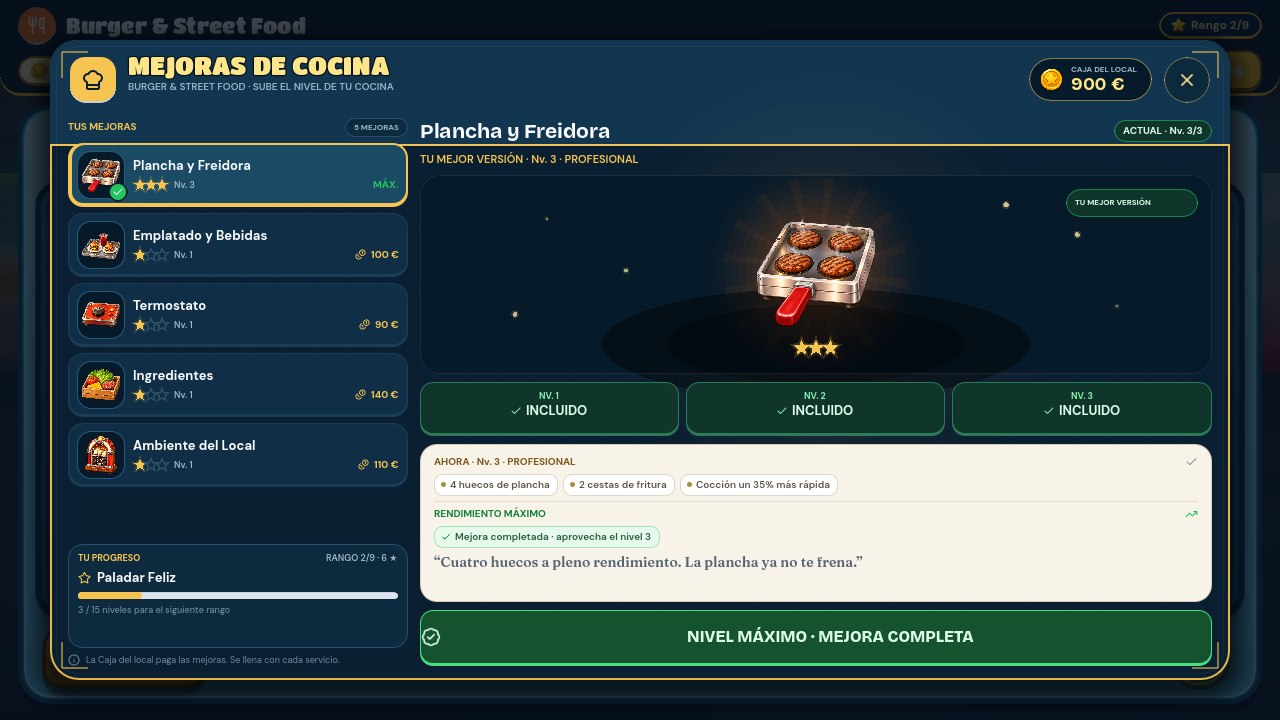 Burger & Street Food
Rango 2/9
MEJORAS DE COCINA
BURGER & STREET FOOD · SUBE EL NIVEL DE TU COCINA
CAJA DEL LOCAL
900 €
TUS MEJORAS
5 MEJORAS
Plancha y Freidora
Nv. 3
MÁX.
Emplatado y Bebidas
Nv. 1
100 €
Termostato
Nv. 1
90 €
Ingredientes
Nv. 1
140 €
Ambiente del Local
Nv. 1
110 €
TU PROGRESO
RANGO 2/9 · 6 ★
Paladar Feliz
3 / 15 niveles para el siguiente rango
La Caja del local paga las mejoras. Se llena con cada servicio.
Plancha y Freidora
ACTUAL · Nv. 3/3
TU MEJOR VERSIÓN · Nv. 3 · PROFESIONAL
TU MEJOR VERSIÓN
NV. 1
INCLUIDO
NV. 2
INCLUIDO
NV. 3
INCLUIDO
AHORA · Nv. 3 · PROFESIONAL
4 huecos de plancha
2 cestas de fritura
Cocción un 35% más rápida
RENDIMIENTO MÁXIMO
Mejora completada · aprovecha el nivel 3
“Cuatro huecos a pleno rendimiento. La plancha ya no te frena.”
NIVEL MÁXIMO · MEJORA COMPLETA